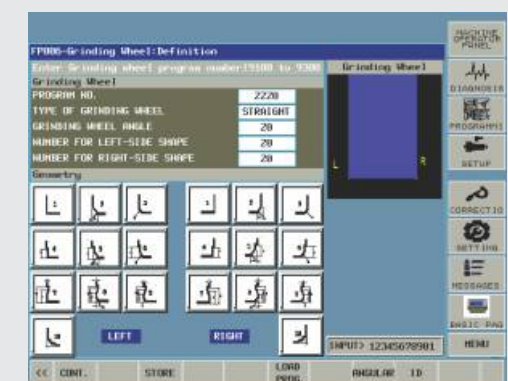 MACHINE
OPERATOR
PANEL
FP006-Grinding Wheel:Definition
Enter Grinding wheel program number(9100 to 9300
Grinding Wheel
Grinding Wheel
PROGRAM NO. 2220
TYPE OF GRINDING WHEEL STRAIGHT
GRINDING WHEEL ANGLE 20
NUMBER FOR LEFT-SIDE SHAPE 20
NUMBER FOR RIGHT-SIDE SHAPE 20
L R
Geometry
DIAGNOSIS
PROGRAMMI
SETUP
CORRECTIO
SETTING
MESSAGES
BASIC PAG
LEFT RIGHT
INPUT> 12345678901 MENU
<< CONT. STORE LOAD PROG ANGULAR ID